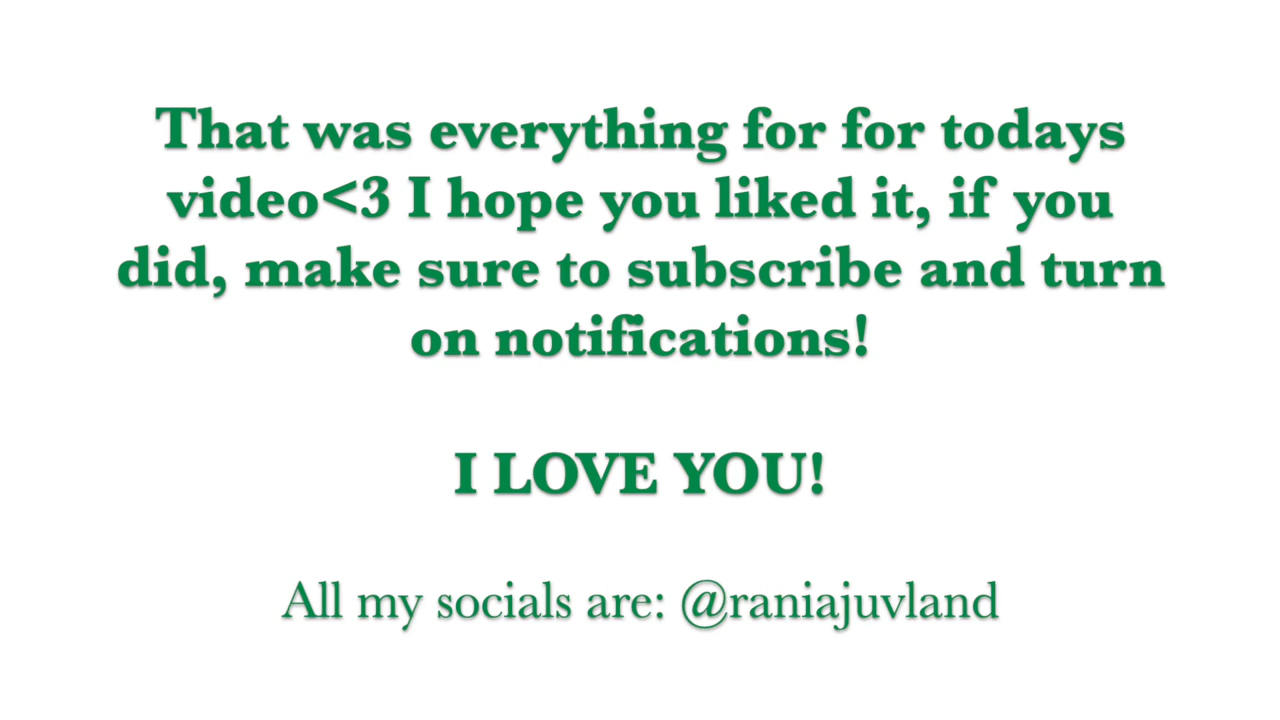 That was everything for for todays
video<3 I hope you liked it, if you
did, make sure to subscribe and turn
on notifications!
I LOVE YOU!
All my socials are: @raniajuvland